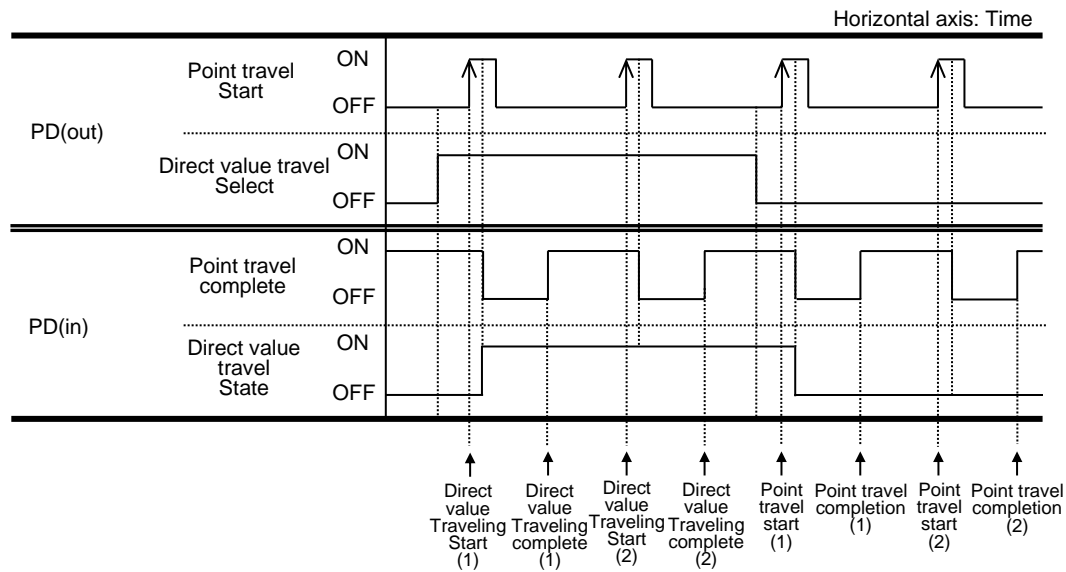 Horizontal axis: Time
PD(out)
Point travel
Start
ON
OFF
Direct value travel
Select
ON
OFF
PD(in)
Point travel
complete
ON
OFF
Direct value
travel
State
ON
OFF
Direct
value
Traveling
Start
(1)
Direct
value
Traveling
complete
(1)
Direct
value
Traveling
Start
(2)
Direct
value
Traveling
complete
(2)
Point
travel
start
(1)
Point travel
completion
(1)
Point
travel
start
(2)
Point travel
completion
(2)